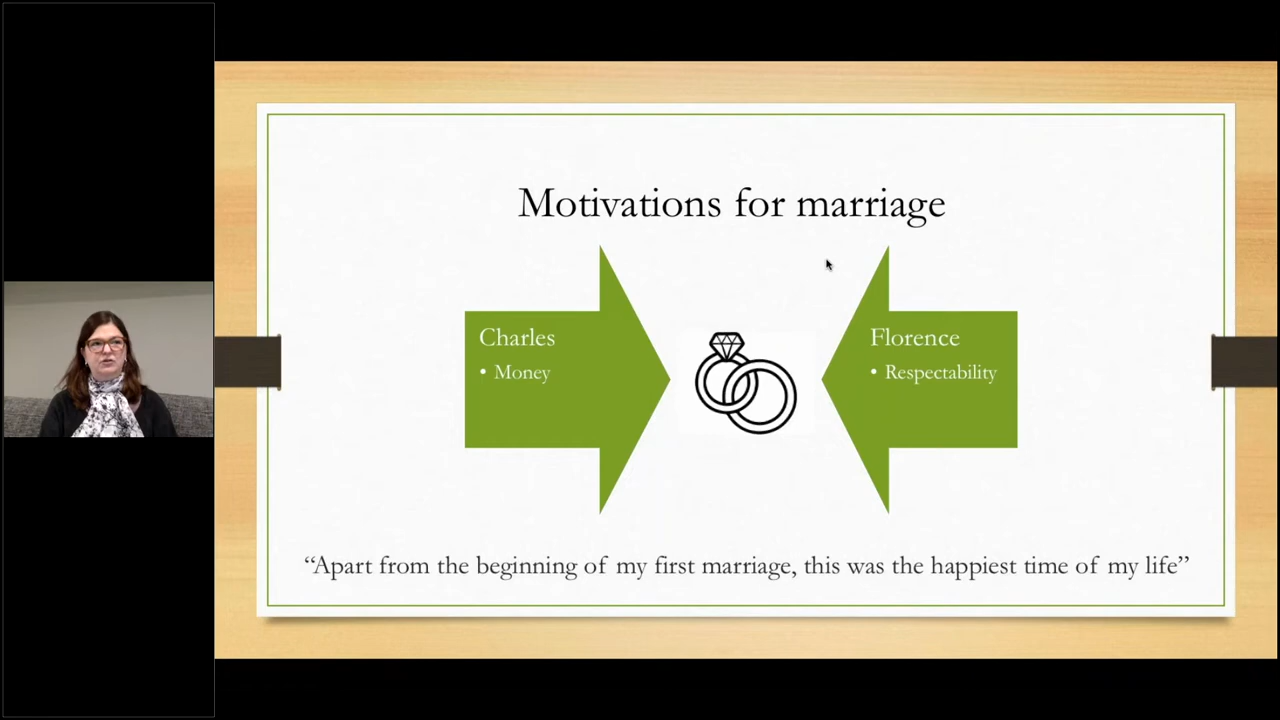 Motivations for marriage
Charles
• Money
Florence
• Respectability
“Apart from the beginning of my first marriage, this was the happiest time of my life”